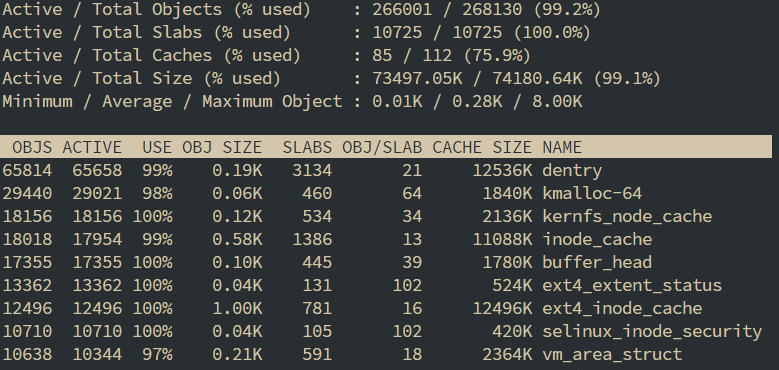 Active / Total Objects (% used)    : 266001 / 268130 (99.2%)
Active / Total Slabs (% used)      : 10725 / 10725 (100.0%)
Active / Total Caches (% used)     : 85 / 112 (75.9%)
Active / Total Size (% used)       : 73497.05K / 74180.64K (99.1%)
Minimum / Average / Maximum Object : 0.01K / 0.28K / 8.00K
OBJS ACTIVE  USE OBJ SIZE  SLABS OBJ/SLAB CACHE SIZE NAME
65814  65658  99%    0.19K   3134       21     12536K dentry
29440  29021  98%    0.06K    460       64      1840K kmalloc-64
18156  18156 100%    0.12K    534       34      2136K kernfs_node_cache
18018  17954  99%    0.58K   1386       13     11088K inode_cache
17355  17355 100%    0.10K    445       39      1780K buffer_head
13362  13362 100%    0.04K    131      102       524K ext4_extent_status
12496  12496 100%    1.00K    781       16     12496K ext4_inode_cache
10710  10710 100%    0.04K    105      102       420K selinux_inode_security
10638  10344  97%    0.21K    591       18      2364K vm_area_struct